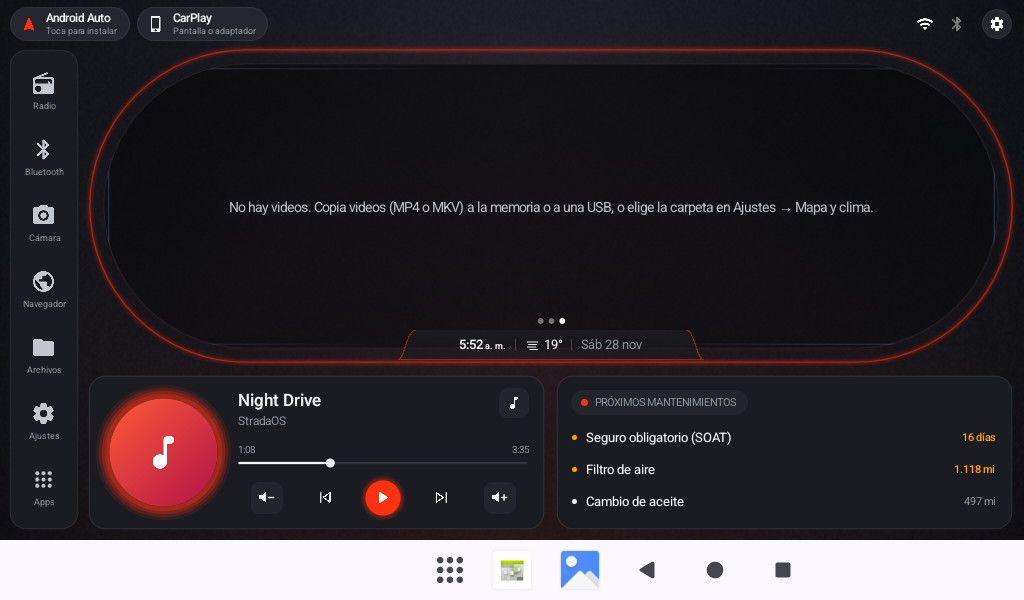 Android Auto
Toca para instalar
CarPlay
Pantalla o adaptador
Radio
Bluetooth
Cámara
Navegador
Archivos
Ajustes
Apps
No hay videos. Copia videos (MP4 o MKV) a la memoria o a una USB, o elige la carpeta en Ajustes → Mapa y clima.
5:52 a. m. | 19° | Sáb 28 nov
Night Drive
StradaOS
1:08 3:35
PRÓXIMOS MANTENIMIENTOS
Seguro obligatorio (SOAT) 16 días
Filtro de aire 1.118 mi
Cambio de aceite 497 mi